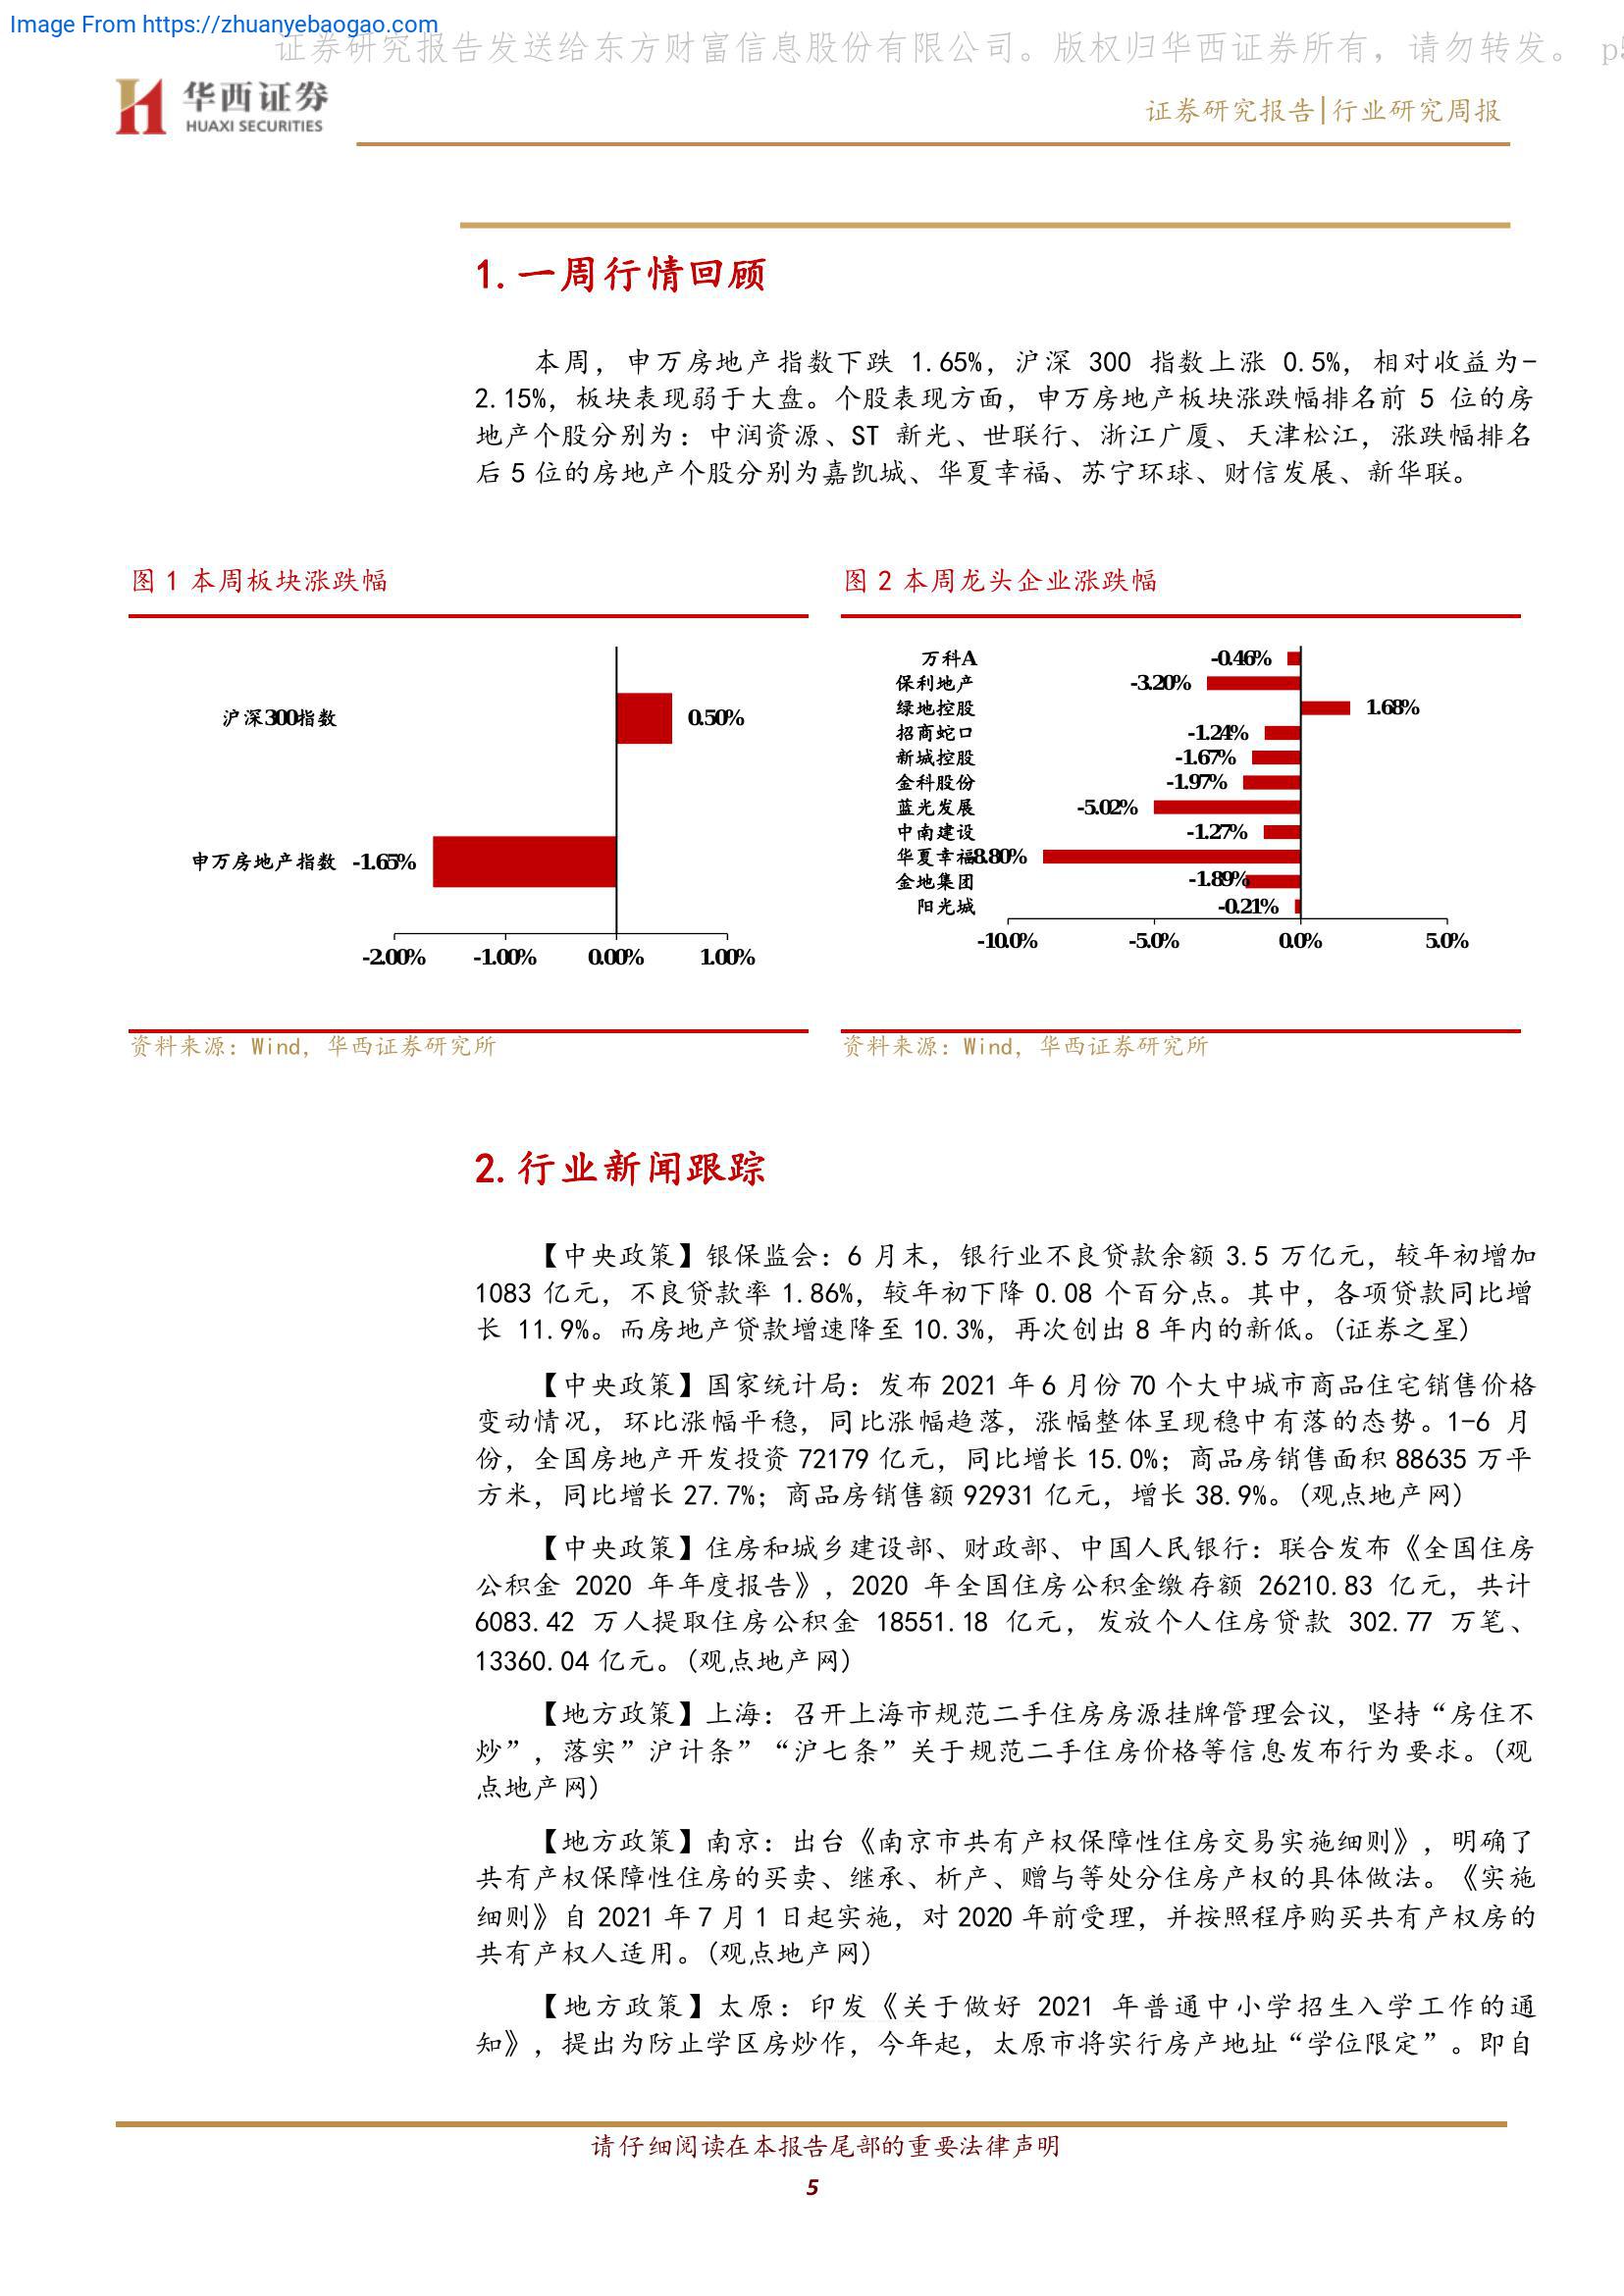 Image From https://zhuanyebaogao.com
证券研究报告发送给东方财富信息股份有限公司。版权归华西证券所有，请勿转发。 p5
华西证券
HUAXI SECURITIES
证券研究报告|行业研究周报
1.一周行情回顾
本周，申万房地产指数下跌 1.65%，沪深 300 指数上涨 0.5%，相对收益为-
2.15%，板块表现弱于大盘。个股表现方面，申万房地产板块涨跌幅排名前 5 位的房
地产个股分别为：中润资源、ST 新光、世联行、浙江广厦、天津松江，涨跌幅排名
后 5 位的房地产个股分别为嘉凯城、华夏幸福、苏宁环球、财信发展、新华联。
图 1 本周板块涨跌幅
沪深300指数
0.50%
申万房地产指数
-1.65%
-2.00%
-1.00%
0.00%
1.00%
资料来源：Wind，华西证券研究所
图 2 本周龙头企业涨跌幅
万科A
-0.46%
保利地产
-3.20%
绿地控股
1.68%
招商蛇口
-1.24%
新城控股
-1.67%
金科股份
-1.97%
蓝光发展
-5.02%
中南建设
-1.27%
华夏幸福
-8.80%
金地集团
-1.89%
阳光城
-0.21%
-10.0%
-5.0%
0.0%
5.0%
资料来源：Wind，华西证券研究所
2.行业新闻跟踪
【中央政策】银保监会：6 月末，银行业不良贷款余额 3.5 万亿元，较年初增加
1083 亿元，不良贷款率 1.86%，较年初下降 0.08 个百分点。其中，各项贷款同比增
长 11.9%。而房地产贷款增速降至 10.3%，再次创出 8 年内的新低。(证券之星)
【中央政策】国家统计局：发布 2021 年 6 月份 70 个大中城市商品住宅销售价格
变动情况，环比涨幅平稳，同比涨幅趋落，涨幅整体呈现稳中有落的态势。1-6 月
份，全国房地产开发投资 72179 亿元，同比增长 15.0%；商品房销售面积 88635 万平
方米，同比增长 27.7%；商品房销售额 92931 亿元，增长 38.9%。(观点地产网)
【中央政策】住房和城乡建设部、财政部、中国人民银行：联合发布《全国住房
公积金 2020 年年度报告》，2020 年全国住房公积金缴存额 26210.83 亿元，共计
6083.42 万人提取住房公积金 18551.18 亿元，发放个人住房贷款 302.77 万笔、
13360.04 亿元。(观点地产网)
【地方政策】上海：召开上海市规范二手住房房源挂牌管理会议，坚持“房住不
炒”，落实”沪计条”“沪七条”关于规范二手住房价格等信息发布行为要求。(观
点地产网)
【地方政策】南京：出台《南京市共有产权保障性住房交易实施细则》，明确了
共有产权保障性住房的买卖、继承、析产、赠与等处分住房产权的具体做法。《实施
细则》自 2021 年 7 月 1 日起实施，对 2020 年前受理，并按照程序购买共有产权房的
共有产权人适用。(观点地产网)
【地方政策】太原：印发《关于做好 2021 年普通中小学招生入学工作的通
知》，提出为防止学区房炒作，今年起，太原市将实行房产地址“学位限定”。即自
请仔细阅读在本报告尾部的重要法律声明
5